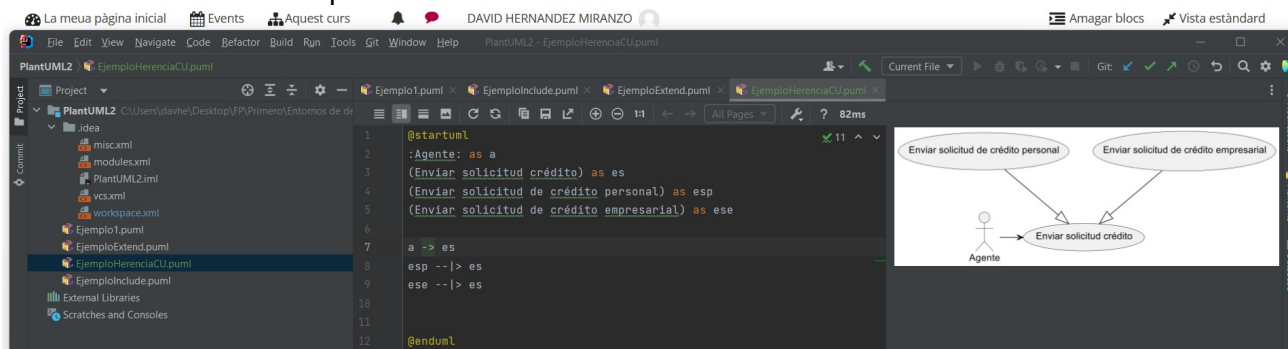 La meua pàgina inicial Events Aquest curs DAVID HERNANDEZ MIRANZO Amagar blocs Vista estàndard
File Edit View Navigate Code Refactor Build Run Tools Git Window Help PlantUML2 - EjemploHerenciaCU.puml
PlantUML2 EjemploHerenciaCU.puml Current File Git:
Project Ejemplo1.puml EjemploInclude.puml EjemploExtend.puml EjemploHerenciaCU.puml
PlantUML2 C:\Users\davhe\Desktop\FP\Primero\Entornos de de
1:1 All Pages ? 82ms
Project
Commit
.idea
misc.xml
modules.xml
PlantUML2.iml
vcs.xml
workspace.xml
Ejemplo1.puml
EjemploExtend.puml
EjemploHerenciaCU.puml
EjemploInclude.puml
External Libraries
Scratches and Consoles
11
1 @startuml
2 :Agente: as a
3 (Enviar solicitud crédito) as es
4 (Enviar solicitud de crédito personal) as esp
5 (Enviar solicitud de crédito empresarial) as ese
6
7 a -> es
8 esp --|> es
9 ese --|> es
10
11
12 @enduml
Enviar solicitud de crédito personal Enviar solicitud de crédito empresarial
Enviar solicitud crédito
Agente